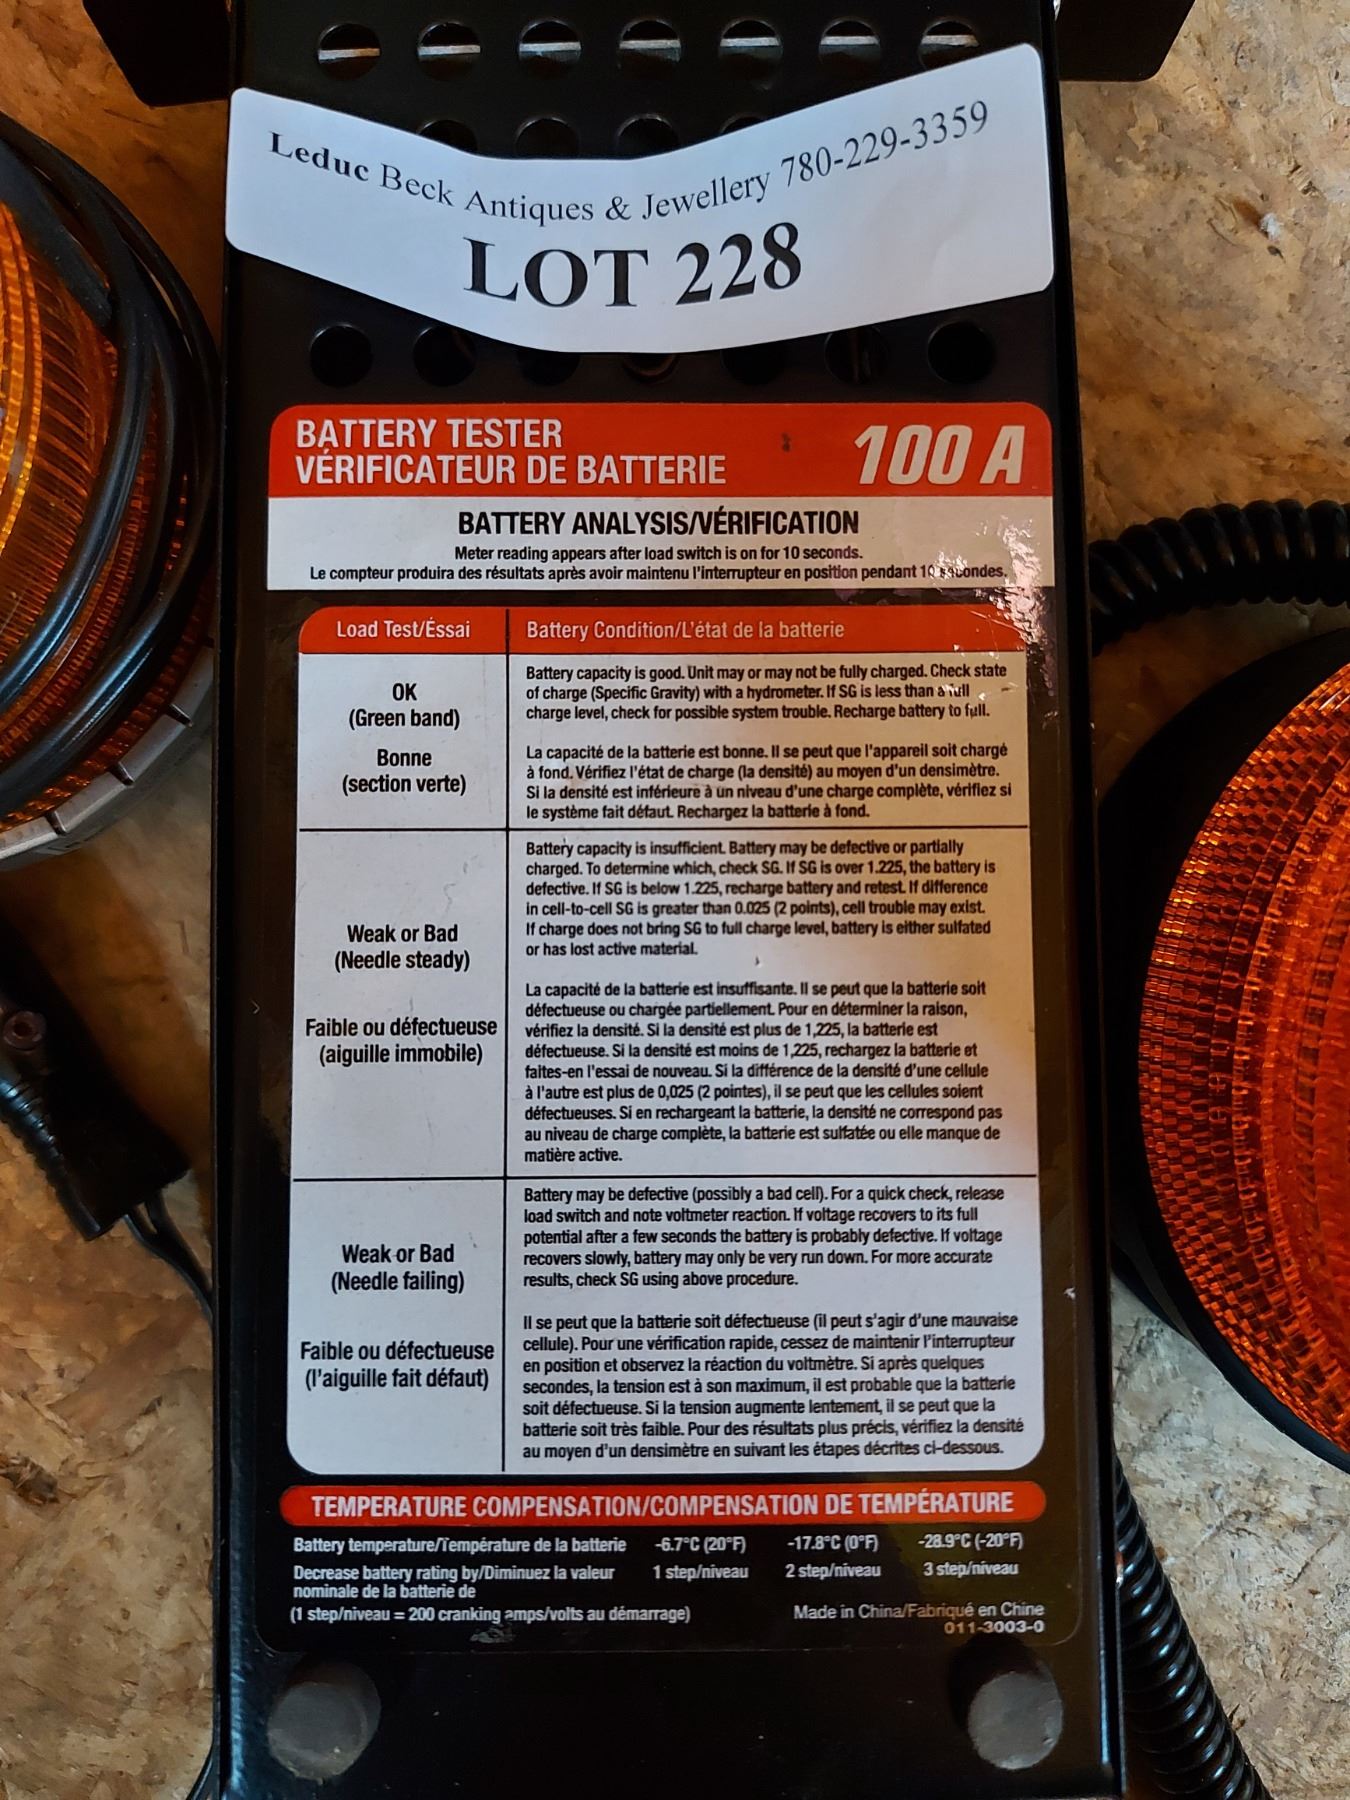 Leduc Beck Antiques & Jewellery 780-229-3359
LOT 228
BATTERY TESTER
VÉRIFICATEUR DE BATTERIE
100 A
BATTERY ANALYSIS/VÉRIFICATION
Meter reading appears after load switch is on for 10 seconds.
Le compteur produira des résultats après avoir maintenu l'interrupteur en position pendant 10 secondes.
Load Test/Éssai
Battery Condition/L'état de la batterie
OK
(Green band)
Bonne
(section verte)
Battery capacity is good. Unit may or may not be fully charged. Check state
of charge (Specific Gravity) with a hydrometer. If SG is less than a full
charge level, check for possible system trouble. Recharge battery to full.
La capacité de la batterie est bonne. Il se peut que l'appareil soit chargé
à fond. Vérifiez l'état de charge (la densité) au moyen d'un densimètre.
Si la densité est inférieure à un niveau d'une charge complète, vérifiez si
le système fait défaut. Rechargez la batterie à fond.
Weak or Bad
(Needle steady)
Faible ou défectueuse
(aiguille immobile)
Battery capacity is insufficient. Battery may be defective or partially
charged. To determine which, check SG. If SG is over 1.225, the battery is
defective. If SG is below 1.225, recharge battery and retest. If difference
in cell-to-cell SG is greater than 0.025 (2 points), cell trouble may exist.
If charge does not bring SG to full charge level, battery is either sulfated
or has lost active material.
La capacité de la batterie est insuffisante. Il se peut que la batterie soit
défectueuse ou chargée partiellement. Pour en déterminer la raison,
vérifiez la densité. Si la densité est plus de 1,225, la batterie est
défectueuse. Si la densité est moins de 1,225, rechargez la batterie et
faites-en l'essai de nouveau. Si la différence de la densité d'une cellule
à l'autre est plus de 0,025 (2 pointes), il se peut que les cellules soient
défectueuses. Si en rechargeant la batterie, la densité ne correspond pas
au niveau de charge complète, la batterie est sulfatée ou elle manque de
matière active.
Weak or Bad
(Needle failing)
Faible ou défectueuse
(l'aiguille fait défaut)
Battery may be defective (possibly a bad cell). For a quick check, release
load switch and note voltmeter reaction. If voltage recovers to its full
potential after a few seconds the battery is probably defective. If voltage
recovers slowly, battery may only be very run down. For more accurate
results, check SG using above procedure.
Il se peut que la batterie soit défectueuse (il peut s'agir d'une mauvaise
cellule). Pour une vérification rapide, cessez de maintenir l'interrupteur
en position et observez la réaction du voltmètre. Si après quelques
secondes, la tension est à son maximum, il est probable que la batterie
soit défectueuse. Si la tension augmente lentement, il se peut que la
batterie soit très faible. Pour des résultats plus précis, vérifiez la densité
au moyen d'un densimètre en suivant les étapes décrites ci-dessous.
TEMPERATURE COMPENSATION/COMPENSATION DE TEMPÉRATURE
Battery temperature/Température de la batterie -6.7°C (20°F) -17.8°C (0°F) -28.9°C (-20°F)
Decrease battery rating by/Diminuez la valeur 1 step/niveau 2 step/niveau 3 step/niveau
nominale de la batterie de
(1 step/niveau = 200 cranking amps/volts au démarrage)
Made in China/Fabriqué en Chine
011-3003-0